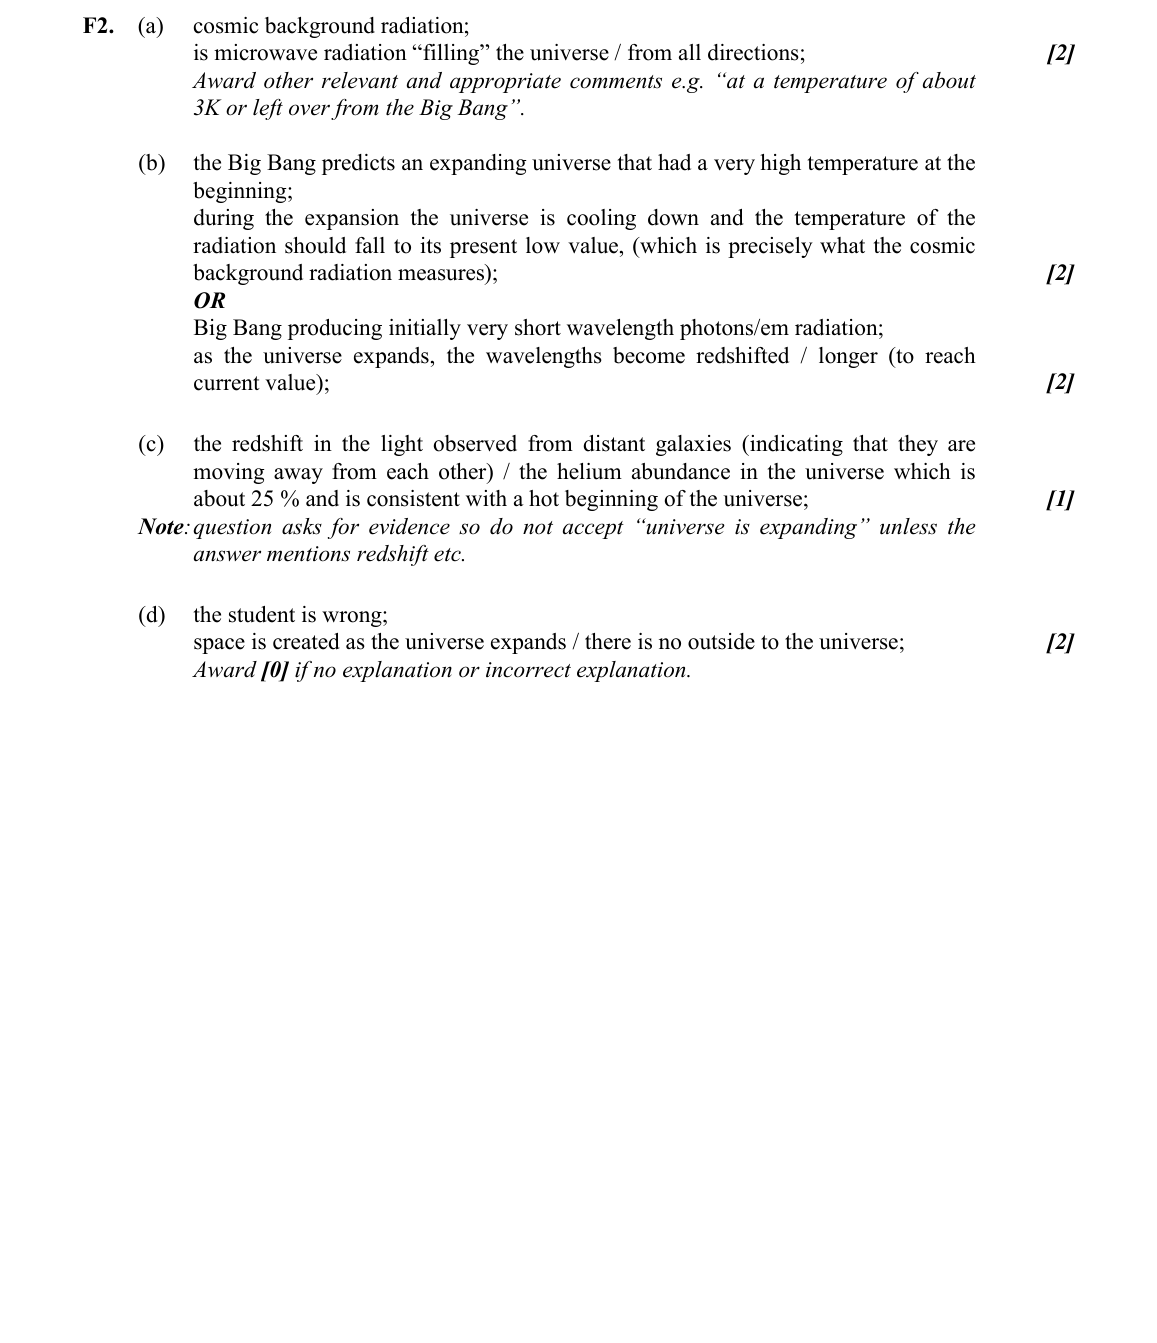 F2. (a) cosmic background radiation;
is microwave radiation “filling” the universe / from all directions; [2]
Award other relevant and appropriate comments e.g. “at a temperature of about
3K or left over from the Big Bang”.
(b) the Big Bang predicts an expanding universe that had a very high temperature at the
beginning;
during the expansion the universe is cooling down and the temperature of the
radiation should fall to its present low value, (which is precisely what the cosmic
background radiation measures); [2]
OR
Big Bang producing initially very short wavelength photons/em radiation;
as the universe expands, the wavelengths become redshifted / longer (to reach
current value); [2]
(c) the redshift in the light observed from distant galaxies (indicating that they are
moving away from each other) / the helium abundance in the universe which is
about 25 % and is consistent with a hot beginning of the universe; [1]
Note: question asks for evidence so do not accept “universe is expanding” unless the
answer mentions redshift etc.
(d) the student is wrong;
space is created as the universe expands / there is no outside to the universe; [2]
Award [0] if no explanation or incorrect explanation.